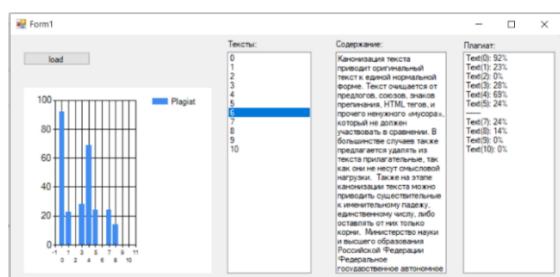 Form1
load
Тексты:
Содержание:
Плагиат:
0
1
2
3
4
5
6
7
8
9
10
Канонизация текста
приводит оригинальный
текст к единой нормальной
форме. Текст очищается от
предлогов, союзов, знаков
препинания, HTML тегов, и
прочего ненужного «мусора»,
который не должен
участвовать в сравнении. В
большинстве случаев также
предлагается удалять из
текста прилагательные, так
как они не несут смысловой
нагрузки. Также на этапе
канонизации текста можно
приводить существительные
к именительному падежу,
единственному числу, либо
оставлять от них только
корни. Министерство науки
и высшего образования
Российской Федерации
Федеральное
государственное автономное
Text(0): 92%
Text(1): 23%
Text(2): 0%
Text(3): 28%
Text(4): 69%
Text(5): 24%
------
Text(7): 24%
Text(8): 14%
Text(9): 0%
Text(10): 0%
Plagiat
100
80
60
40
20
0
-1 1 3 5 7 9 11
0 2 4 6 8 10